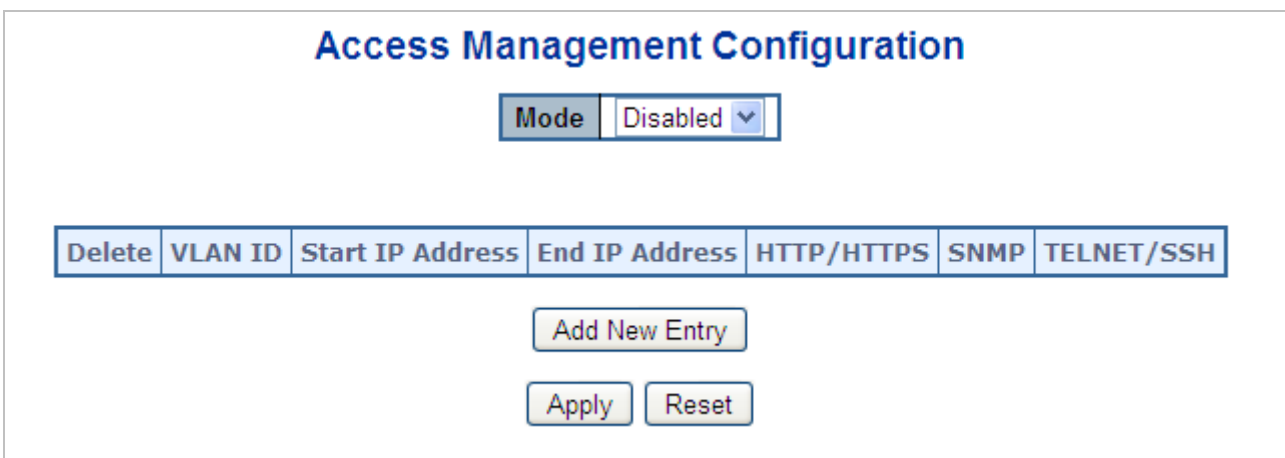 Access Management Configuration
Mode Disabled
Delete VLAN ID Start IP Address End IP Address HTTP/HTTPS SNMP TELNET/SSH
Add New Entry
Apply Reset